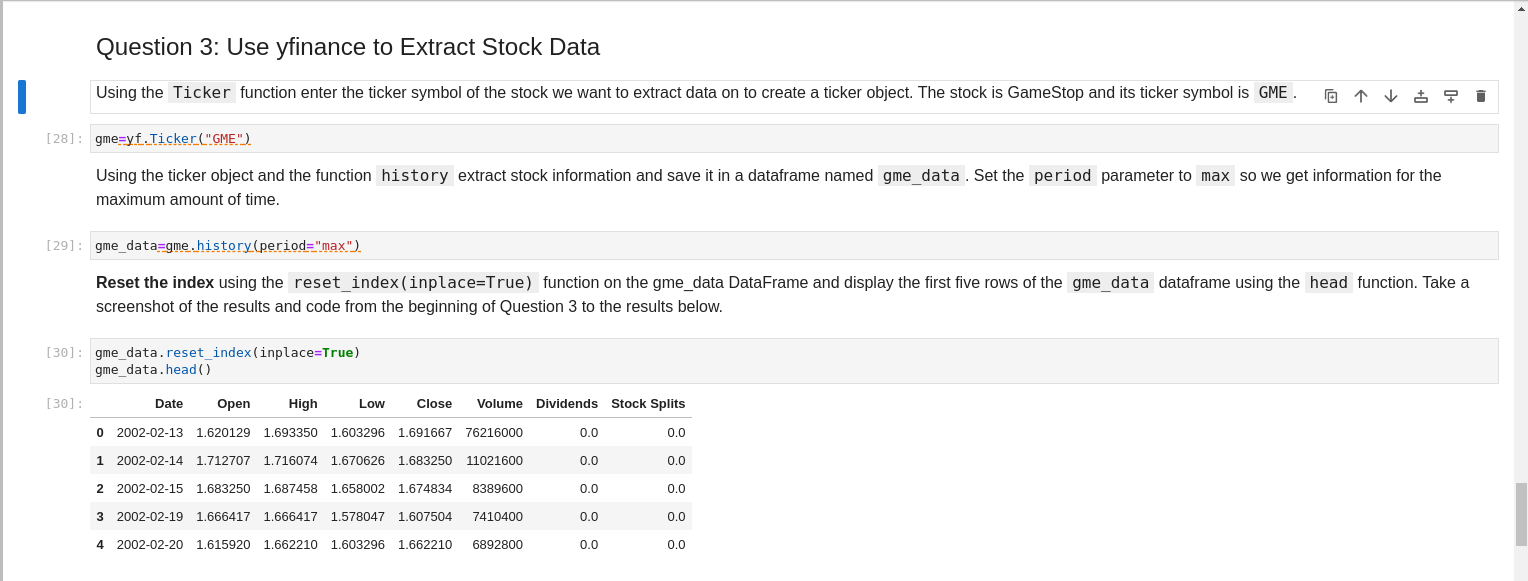 Question 3: Use yfinance to Extract Stock Data
Using the Ticker function enter the ticker symbol of the stock we want to extract data on to create a ticker object. The stock is GameStop and its ticker symbol is GME .
[28]: gme=yf.Ticker("GME")
Using the ticker object and the function history extract stock information and save it in a dataframe named gme_data . Set the period parameter to max so we get information for the
maximum amount of time.
[29]: gme_data=gme.history(period="max")
Reset the index using the reset_index(inplace=True) function on the gme_data DataFrame and display the first five rows of the gme_data dataframe using the head function. Take a
screenshot of the results and code from the beginning of Question 3 to the results below.
[30]: gme_data.reset_index(inplace=True)
gme_data.head()
[30]: Date Open High Low Close Volume Dividends Stock Splits
0 2002-02-13 1.620129 1.693350 1.603296 1.691667 76216000 0.0 0.0
1 2002-02-14 1.712707 1.716074 1.670626 1.683250 11021600 0.0 0.0
2 2002-02-15 1.683250 1.687458 1.658002 1.674834 8389600 0.0 0.0
3 2002-02-19 1.666417 1.666417 1.578047 1.607504 7410400 0.0 0.0
4 2002-02-20 1.615920 1.662210 1.603296 1.662210 6892800 0.0 0.0